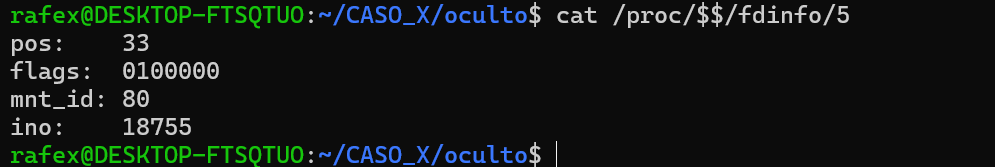 rafex@DESKTOP-FTSQTUO:~/CASO_X/oculto$ cat /proc/$$/fdinfo/5
pos:    33
flags:  0100000
mnt_id: 80
ino:    18755
rafex@DESKTOP-FTSQTUO:~/CASO_X/oculto$